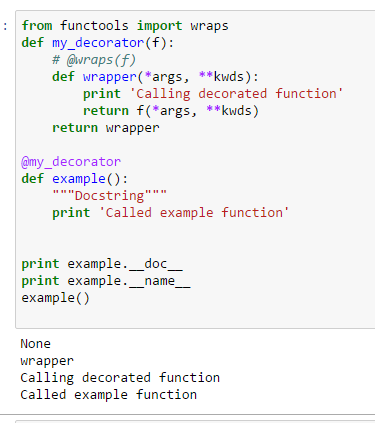 : from functools import wraps
def my_decorator(f):
    # @wraps(f)
    def wrapper(*args, **kwds):
        print 'Calling decorated function'
        return f(*args, **kwds)
    return wrapper
@my_decorator
def example():
    """Docstring"""
    print 'Called example function'
print example.__doc__
print example.__name__
example()
None
wrapper
Calling decorated function
Called example function